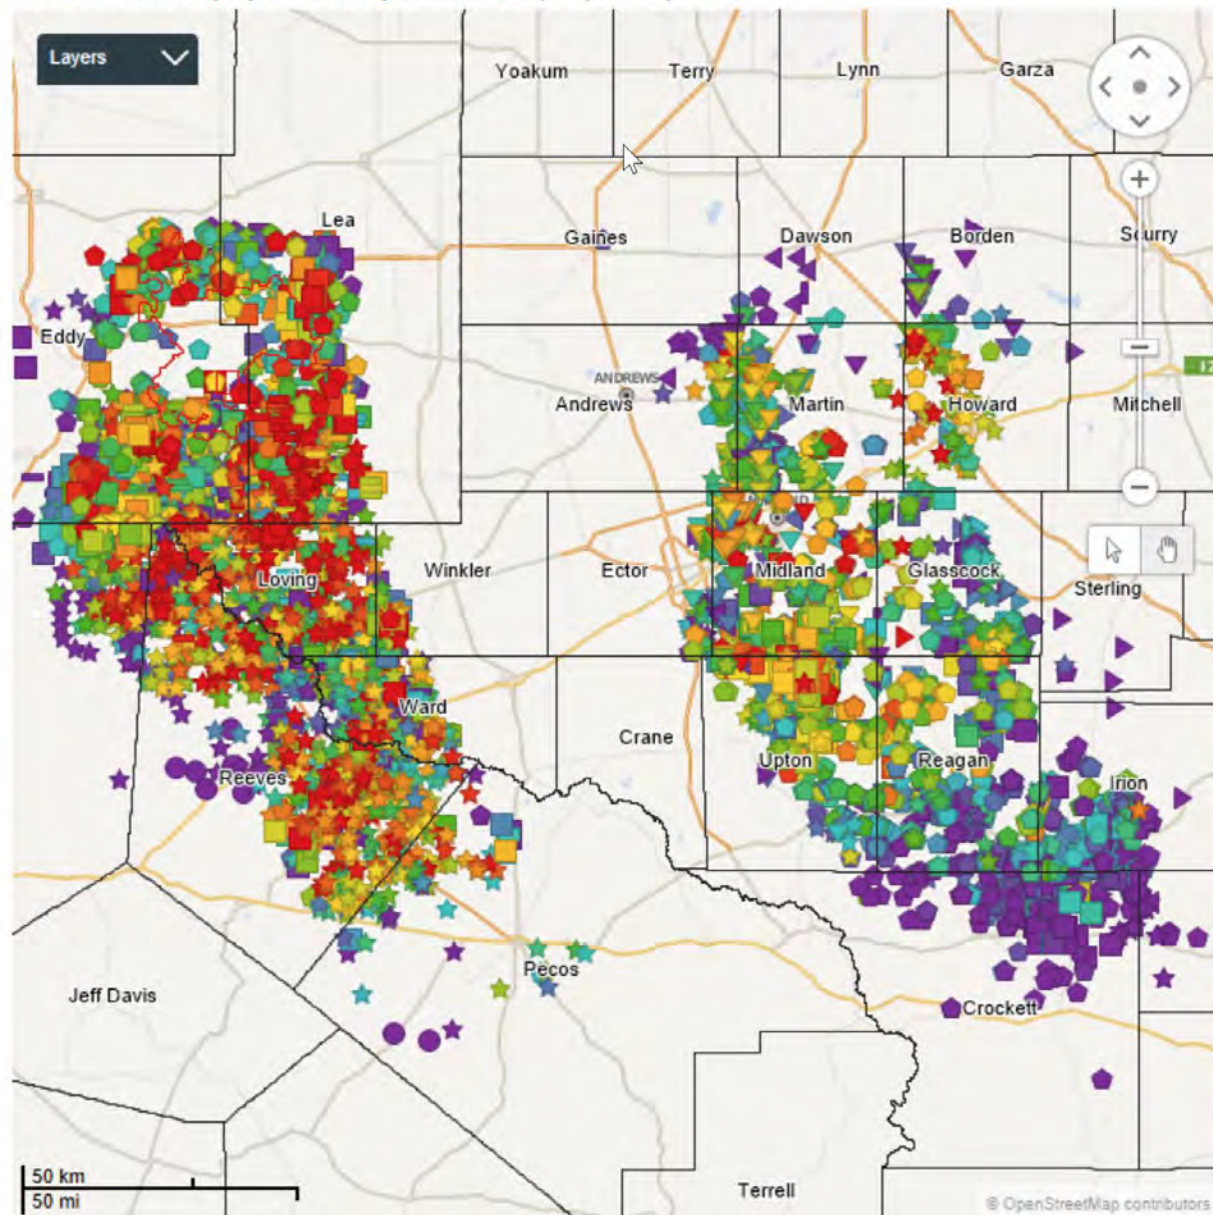 Layers
Yoakum
Terry
Lynn
Garza
Lea
Gaines
Dawson
Borden
Scurry
Eddy
ANDREWS
Andrews
Martin
Howard
Mitchell
Loving
Winkler
Ector
Midland
Glasscock
Sterling
Ward
Crane
Reeves
Upton
Reagan
Irion
Pecos
Jeff Davis
Crockett
Terrell
50 km
50 mi
© OpenStreetMap contributors